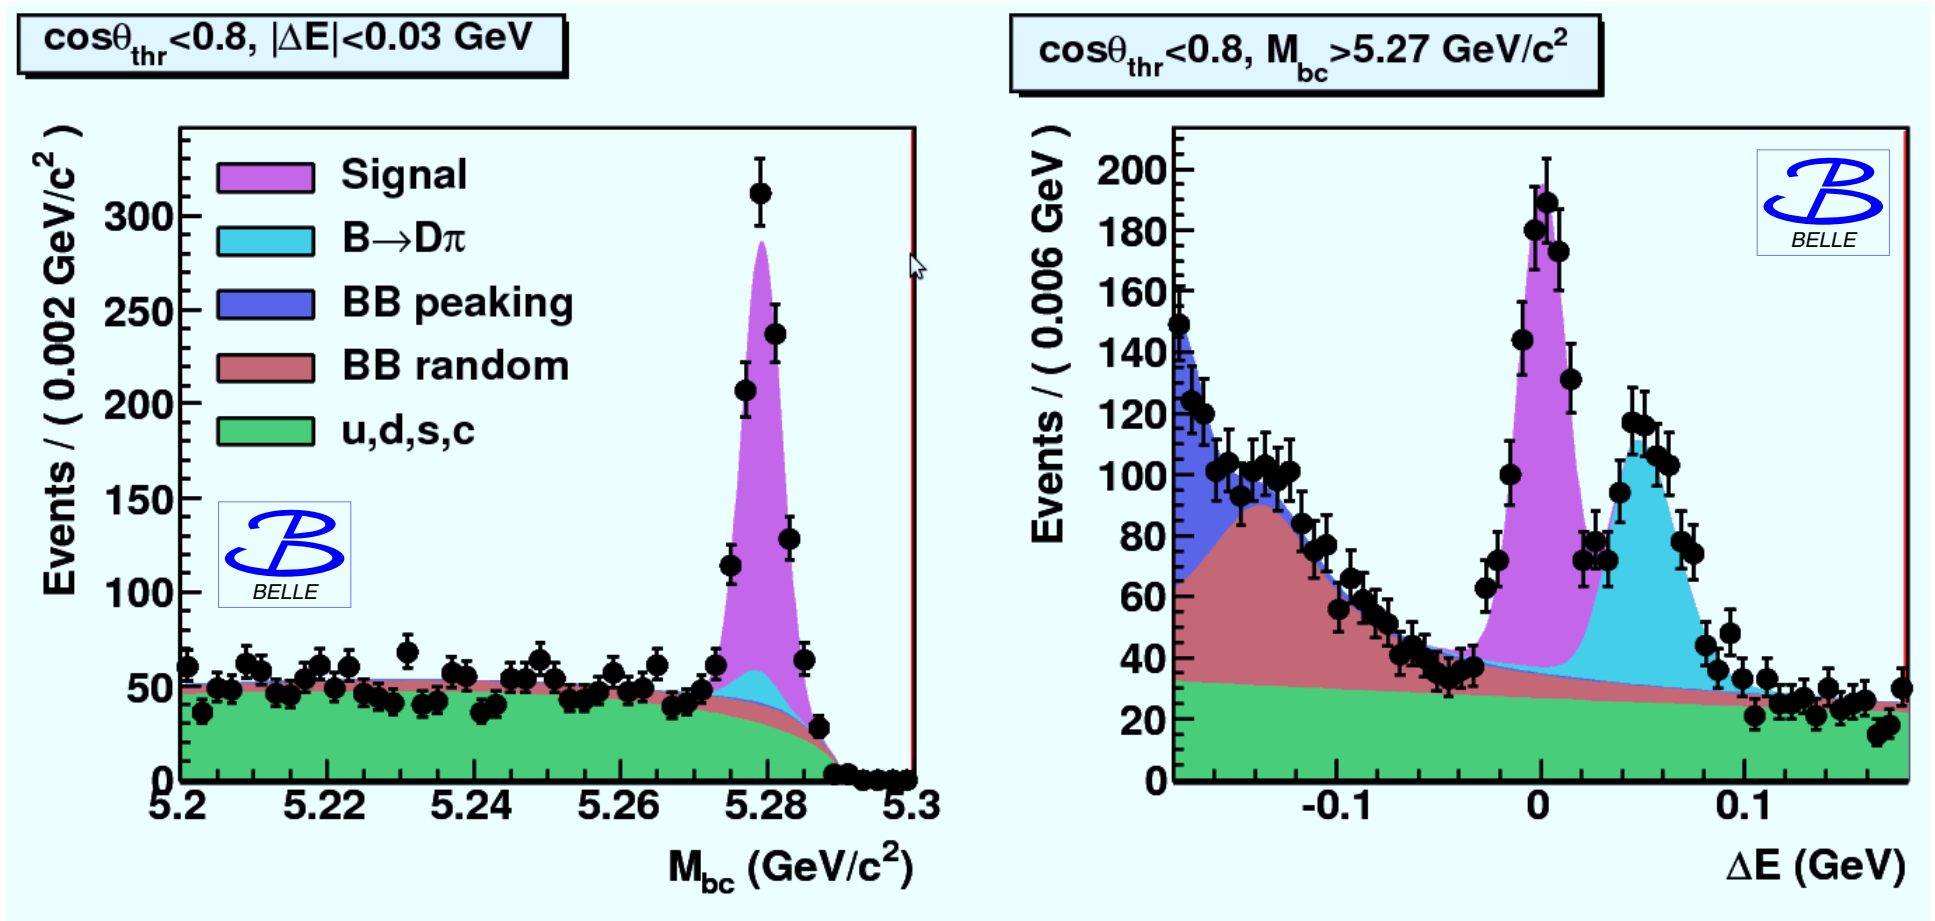 cosθthr<0.8, |ΔE|<0.03 GeV
Events / ( 0.002 GeV/c² )
300
250
200
150
100
50
0
Signal
B→Dπ
BB peaking
BB random
u,d,s,c
BELLE
5.2 5.22 5.24 5.26 5.28 5.3
Mbc (GeV/c²)
cosθthr<0.8, Mbc>5.27 GeV/c²
Events / ( 0.006 GeV )
200
180
160
140
120
100
80
60
40
20
0
BELLE
-0.1 0 0.1
ΔE (GeV)